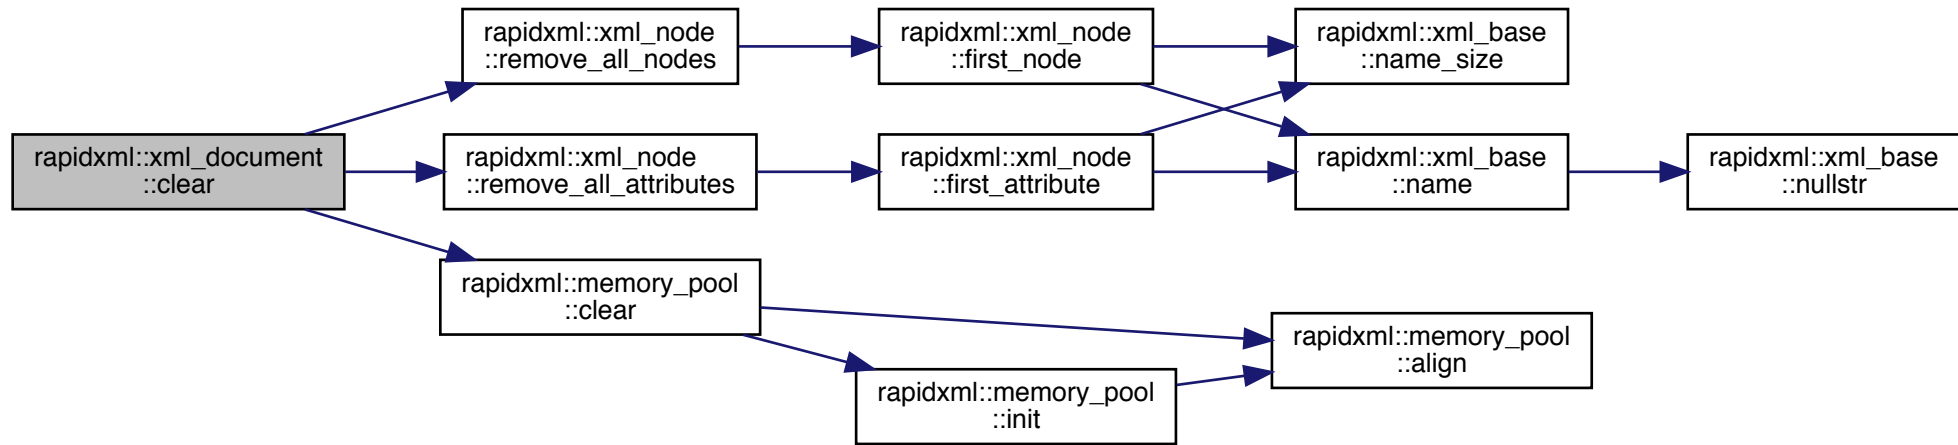 rapidxml::xml_document
::clear
rapidxml::xml_node
::remove_all_nodes
rapidxml::xml_node
::remove_all_attributes
rapidxml::memory_pool
::clear
rapidxml::xml_node
::first_node
rapidxml::xml_node
::first_attribute
rapidxml::memory_pool
::init
rapidxml::xml_base
::name_size
rapidxml::xml_base
::name
rapidxml::memory_pool
::align
rapidxml::xml_base
::nullstr